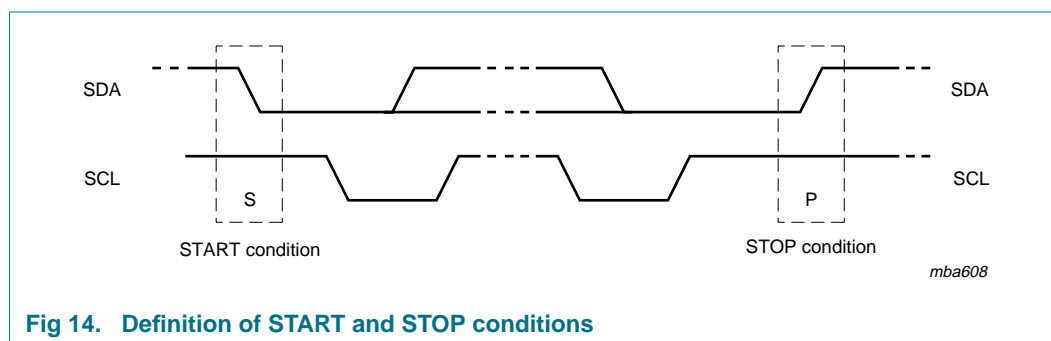 SDA
SDA
SCL
SCL
S
P
START condition
STOP condition
mba608
Fig 14. Definition of START and STOP conditions